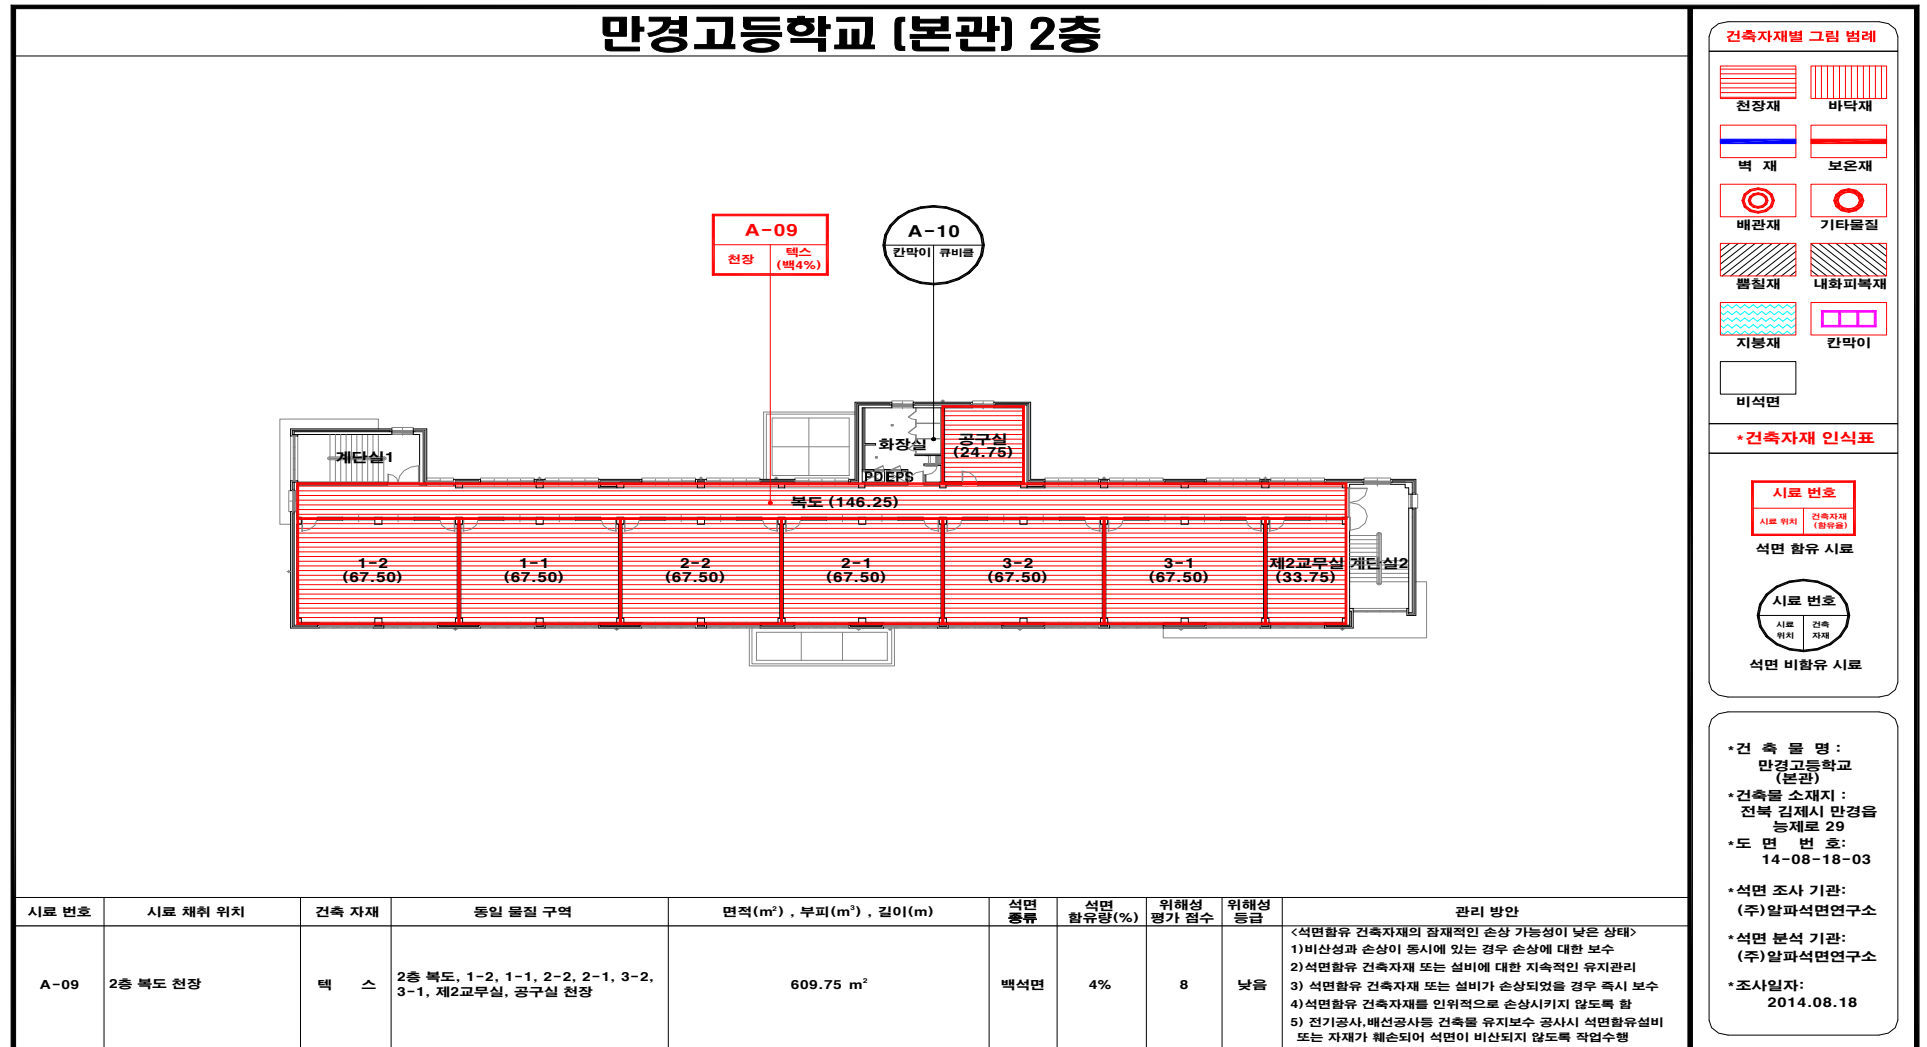 만경고등학교 (본관) 2층
A-09
천장
텍스
(백4%)
A-10
칸막이
큐비클
계단실1
화장실
공구실
(24.75)
PD
EPS
복도 (146.25)
1-2
(67.50)
1-1
(67.50)
2-2
(67.50)
2-1
(67.50)
3-2
(67.50)
3-1
(67.50)
제2교무실
(33.75)
계단실2
시료 번호
시료 채취 위치
건축 자재
동일 물질 구역
면적(m²) , 부피(m³) , 길이(m)
석면
종류
석면
함유량(%)
위해성
평가 점수
위해성
등급
관리 방안
A-09
2층 복도 천장
텍 스
2층 복도, 1-2, 1-1, 2-2, 2-1, 3-2,
3-1, 제2교무실, 공구실 천장
609.75 m²
백석면
4%
8
낮음
<석면함유 건축자재의 잠재적인 손상 가능성이 낮은 상태>
1)비산성과 손상이 동시에 있는 경우 손상에 대한 보수
2)석면함유 건축자재 또는 설비에 대한 지속적인 유지관리
3) 석면함유 건축자재 또는 설비가 손상되었을 경우 즉시 보수
4)석면함유 건축자재를 인위적으로 손상시키지 않도록 함
5) 전기공사,배선공사등 건축물 유지보수 공사시 석면함유설비
또는 자재가 훼손되어 석면이 비산되지 않도록 작업수행
건축자재별 그림 범례
천장재
바닥재
벽 재
보온재
배관재
기타물질
뿜칠재
내화피복재
지붕재
칸막이
비석면
*건축자재 인식표
시료 번호
시료 위치
건축자재
(함유율)
석면 함유 시료
시료 번호
시료
위치
건축
자재
석면 비함유 시료
*건 축 물 명 :
만경고등학교
(본관)
*건축물 소재지 :
전북 김제시 만경읍
능제로 29
*도 면 번 호:
14-08-18-03
*석면 조사 기관:
(주)알파석면연구소
*석면 분석 기관:
(주)알파석면연구소
*조사일자:
2014.08.18